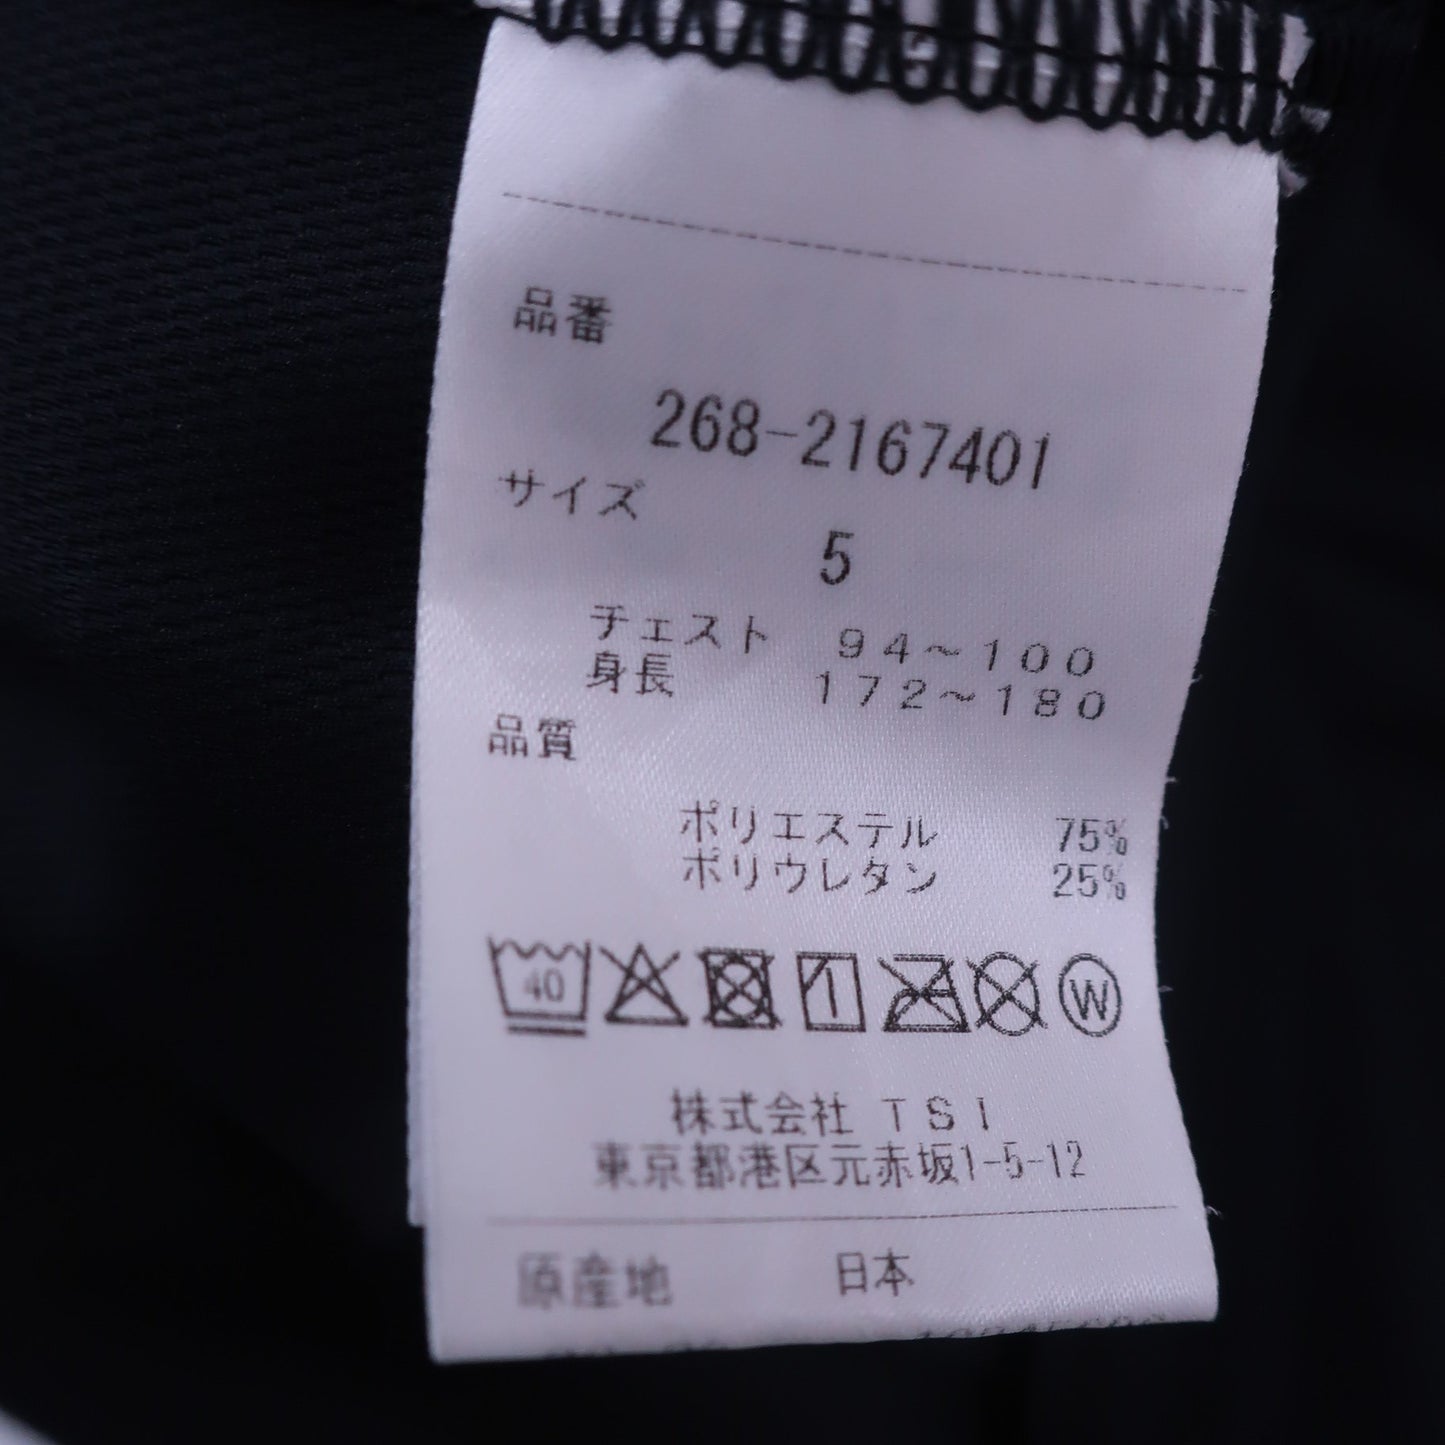 品番
268-2167401
サイズ
5
チェスト 94~100
身長 172~180
品質
ポリエステル 75%
ポリウレタン 25%
40 W
株式会社 TSI
東京都港区元赤坂1-5-12
原産地 日本